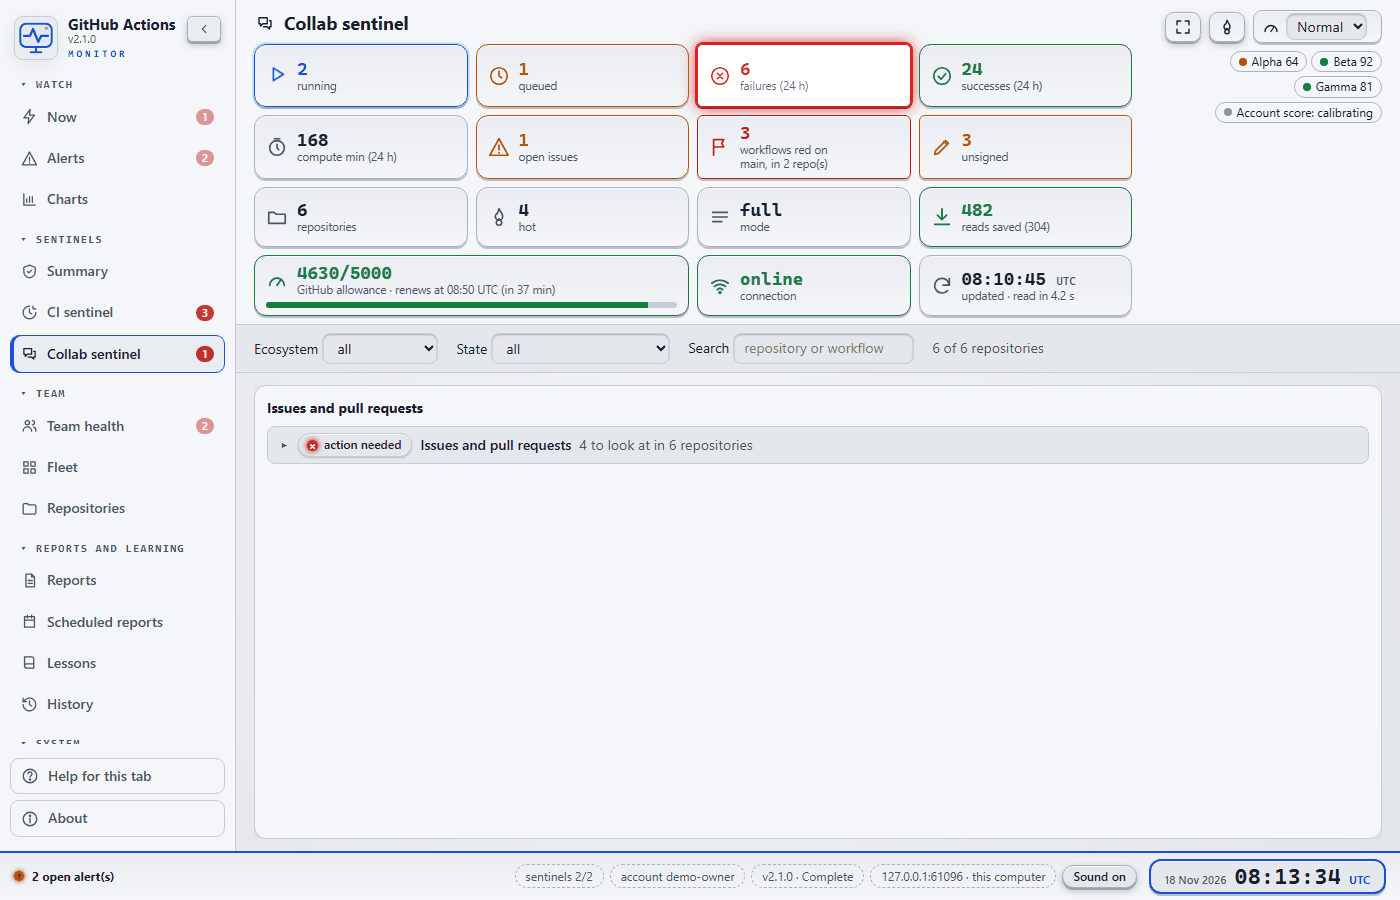 GitHub Actions
v2.1.0
MONITOR
WATCH
Now 1
Alerts 2
Charts
SENTINELS
Summary
CI sentinel 3
Collab sentinel 1
TEAM
Team health 2
Fleet
Repositories
REPORTS AND LEARNING
Reports
Scheduled reports
Lessons
History
SYSTEM
Help for this tab
About
Collab sentinel
Normal
Alpha 64
Beta 92
Gamma 81
Account score: calibrating
2
running
1
queued
6
failures (24 h)
24
successes (24 h)
168
compute min (24 h)
1
open issues
3
workflows red on
main, in 2 repo(s)
3
unsigned
6
repositories
4
hot
full
mode
482
reads saved (304)
4630/5000
GitHub allowance · renews at 08:50 UTC (in 37 min)
online
connection
08:10:45 UTC
updated · read in 4.2 s
Ecosystem all State all Search repository or workflow 6 of 6 repositories
Issues and pull requests
action needed Issues and pull requests 4 to look at in 6 repositories
2 open alert(s)
sentinels 2/2
account demo-owner
v2.1.0 · Complete
127.0.0.1:61096 · this computer
Sound on
18 Nov 2026 08:13:34 UTC